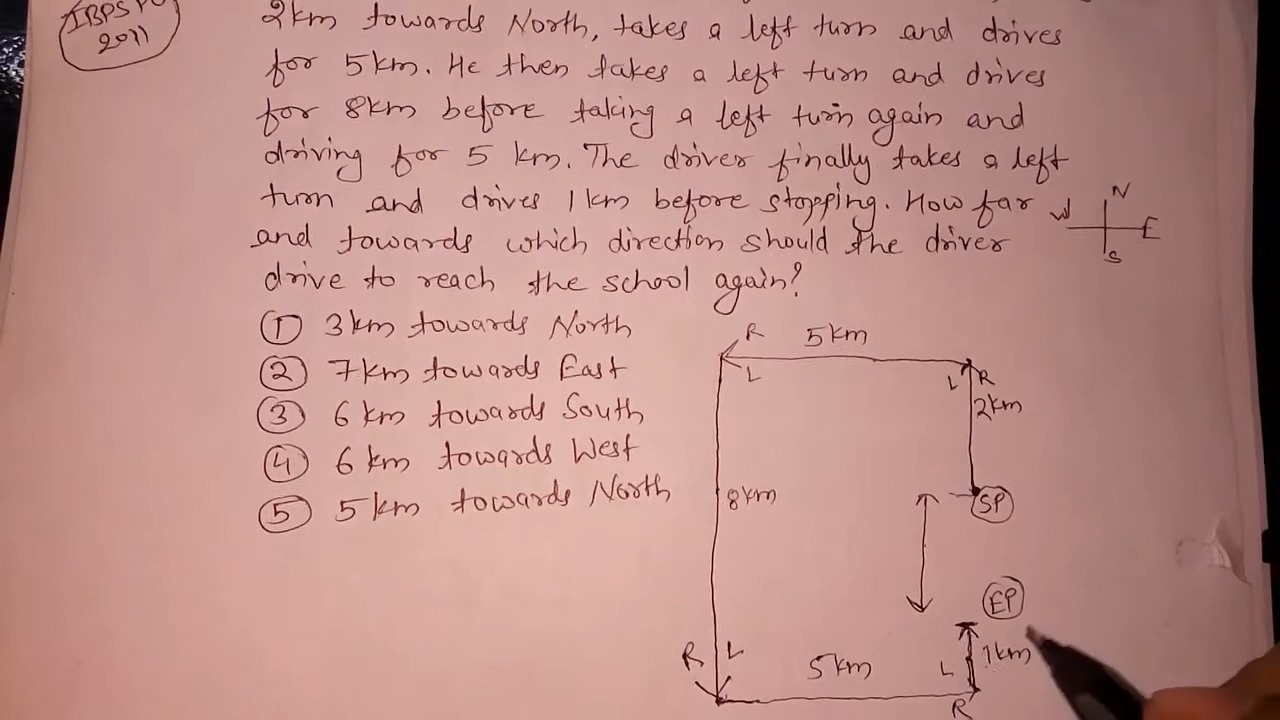 IBPS PO
2011
2km towards North, takes a left turn and drives
for 5km. He then takes a left turn and drives
for 8km before taking a left turn again and
driving for 5 km. The driver finally takes a left
turn and drives 1km before stopping. How far
and towards which direction should the driver
drive to reach the school again?
W N E S
① 3km towards North
② 7km towards East
③ 6km towards South
④ 6km towards West
⑤ 5km towards North
R 5km
L L R
2km
8km SP
EP
R L 5km L 1km
R